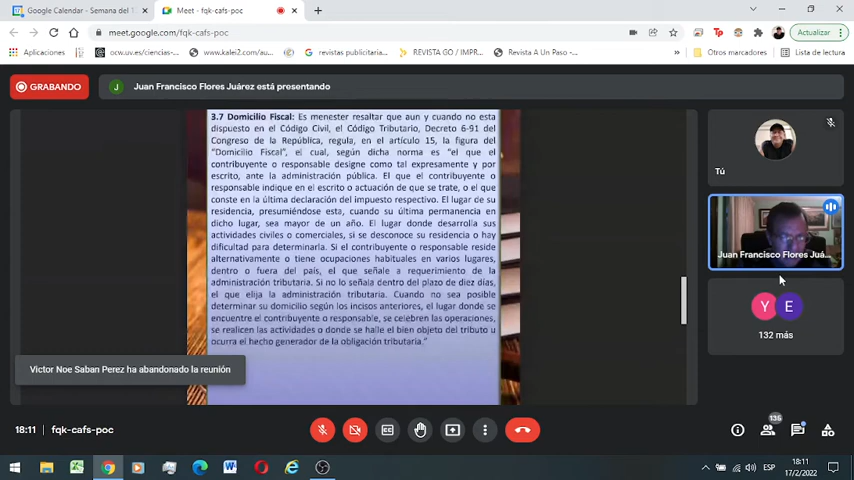 Google Calendar - Semana del 1
Meet - fqk-cafs-poc
meet.google.com/fqk-cafs-poc
Actualizar
Aplicaciones
ocw.uv.es/ciencias-...
www.kalei2.com/au...
revistas publicitaria...
REVISTA GO / IMPR...
Revista A Un Paso -...
Otros marcadores
Lista de lectura
GRABANDO
J
Juan Francisco Flores Juárez está presentando
3.7 Domicilio Fiscal: Es menester resaltar que aun y cuando no esta
dispuesto en el Código Civil, el Código Tributario, Decreto 6-91 del
Congreso de la República, regula, en el artículo 15, la figura del
"Domicilio Fiscal", el cual, según dicha norma es "el que el
contribuyente o responsable designe como tal expresamente y por
escrito, ante la administración pública. El que el contribuyente o
responsable indique en el escrito o actuación de que se trate, o el que
conste en la última declaración del impuesto respectivo. El lugar de su
residencia, presumiéndose esta, cuando su última permanencia en
dicho lugar, sea mayor de un año. El lugar donde desarrolla sus
actividades civiles o comerciales, si se desconoce su residencia o hay
dificultad para determinarla. Si el contribuyente o responsable reside
alternativamente o tiene ocupaciones habituales en varios lugares,
dentro o fuera del país, el que señale a requerimiento de la
administración tributaria. Si no lo señala dentro del plazo de diez días,
el que elija la administración tributaria. Cuando no sea posible
determinar su domicilio según los incisos anteriores, el lugar donde se
encuentre el contribuyente o responsable, se celebren las operaciones,
se realicen las actividades o donde se halle el bien objeto del tributo u
ocurra el hecho generador de la obligación tributaria."
Tú
Juan Francisco Flores Juá...
Y
E
132 más
Victor Noe Saban Perez ha abandonado la reunión
18:11
fqk-cafs-poc
136
ESP
18:11
17/2/2022